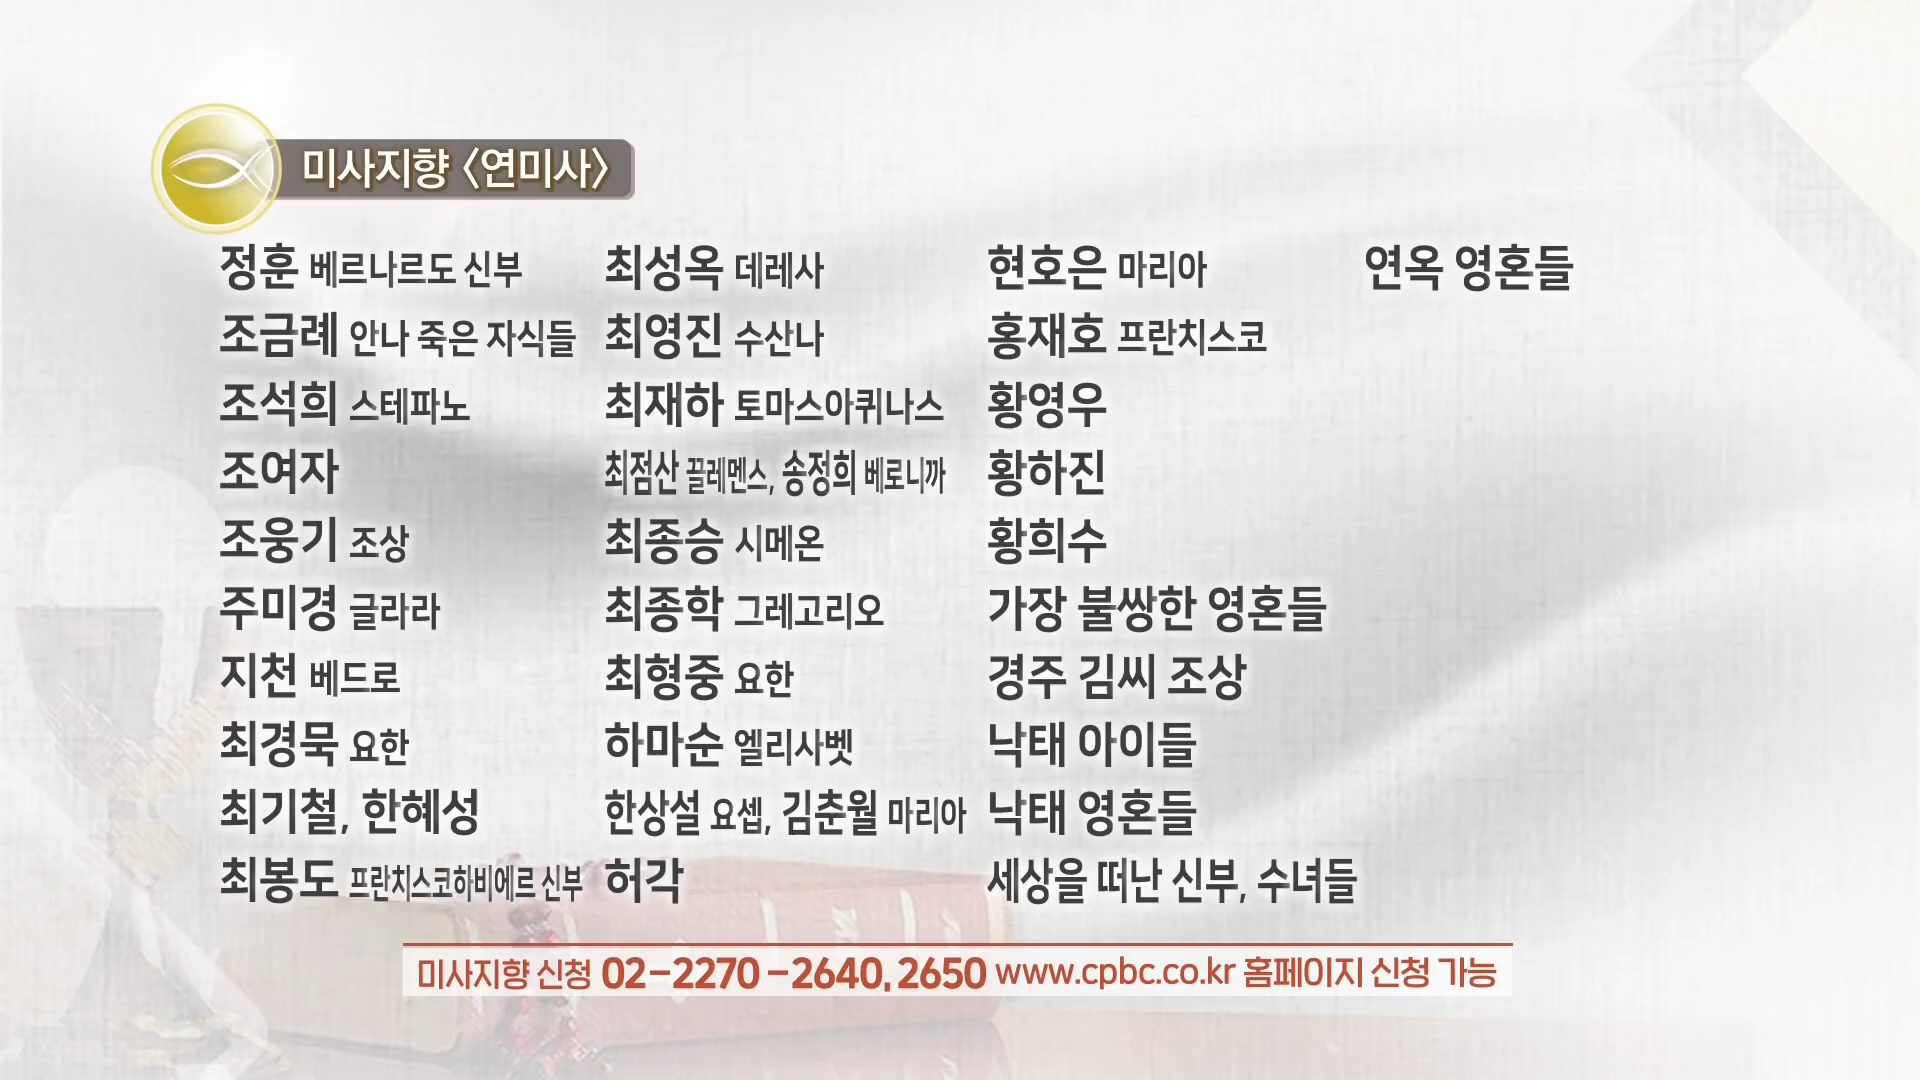 미사지향 <연미사>
정훈 베르나르도 신부
조금례 안나 죽은 자식들
조석희 스테파노
조여자
조웅기 조상
주미경 글라라
지천 베드로
최경묵 요한
최기철, 한혜성
최봉도 프란치스코하비에르 신부
최성옥 데레사
최영진 수산나
최재하 토마스아퀴나스
최점산 끌레멘스, 송정희 베로니까
최종승 시메온
최종학 그레고리오
최형중 요한
하마순 엘리사벳
한상설 요셉, 김춘월 마리아
허각
현호은 마리아
홍재호 프란치스코
황영우
황하진
황희수
가장 불쌍한 영혼들
경주 김씨 조상
낙태 아이들
낙태 영혼들
세상을 떠난 신부, 수녀들
연옥 영혼들
미사지향 신청 02-2270-2640, 2650 www.cpbc.co.kr 홈페이지 신청 가능